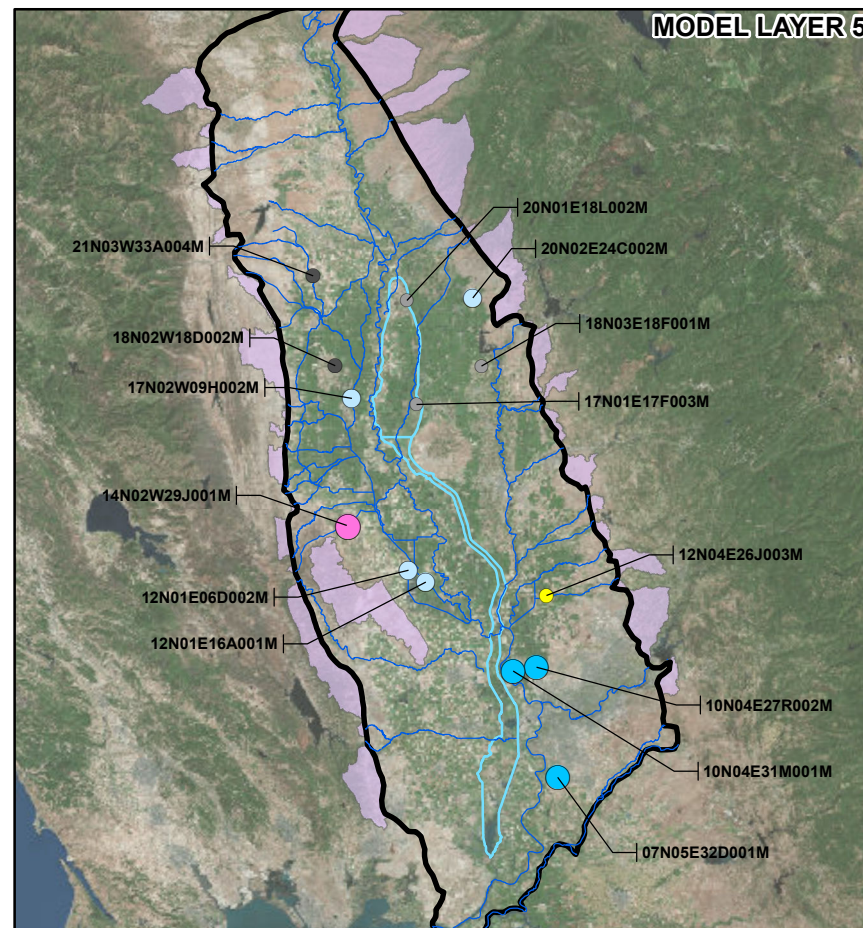 MODEL LAYER 5
20N01E18L002M
21N03W33A004M
20N02E24C002M
18N03E18F001M
18N02W18D002M
17N02W09H002M
17N01E17F003M
14N02W29J001M
12N04E26J003M
12N01E06D002M
12N01E16A001M
10N04E27R002M
10N04E31M001M
07N05E32D001M